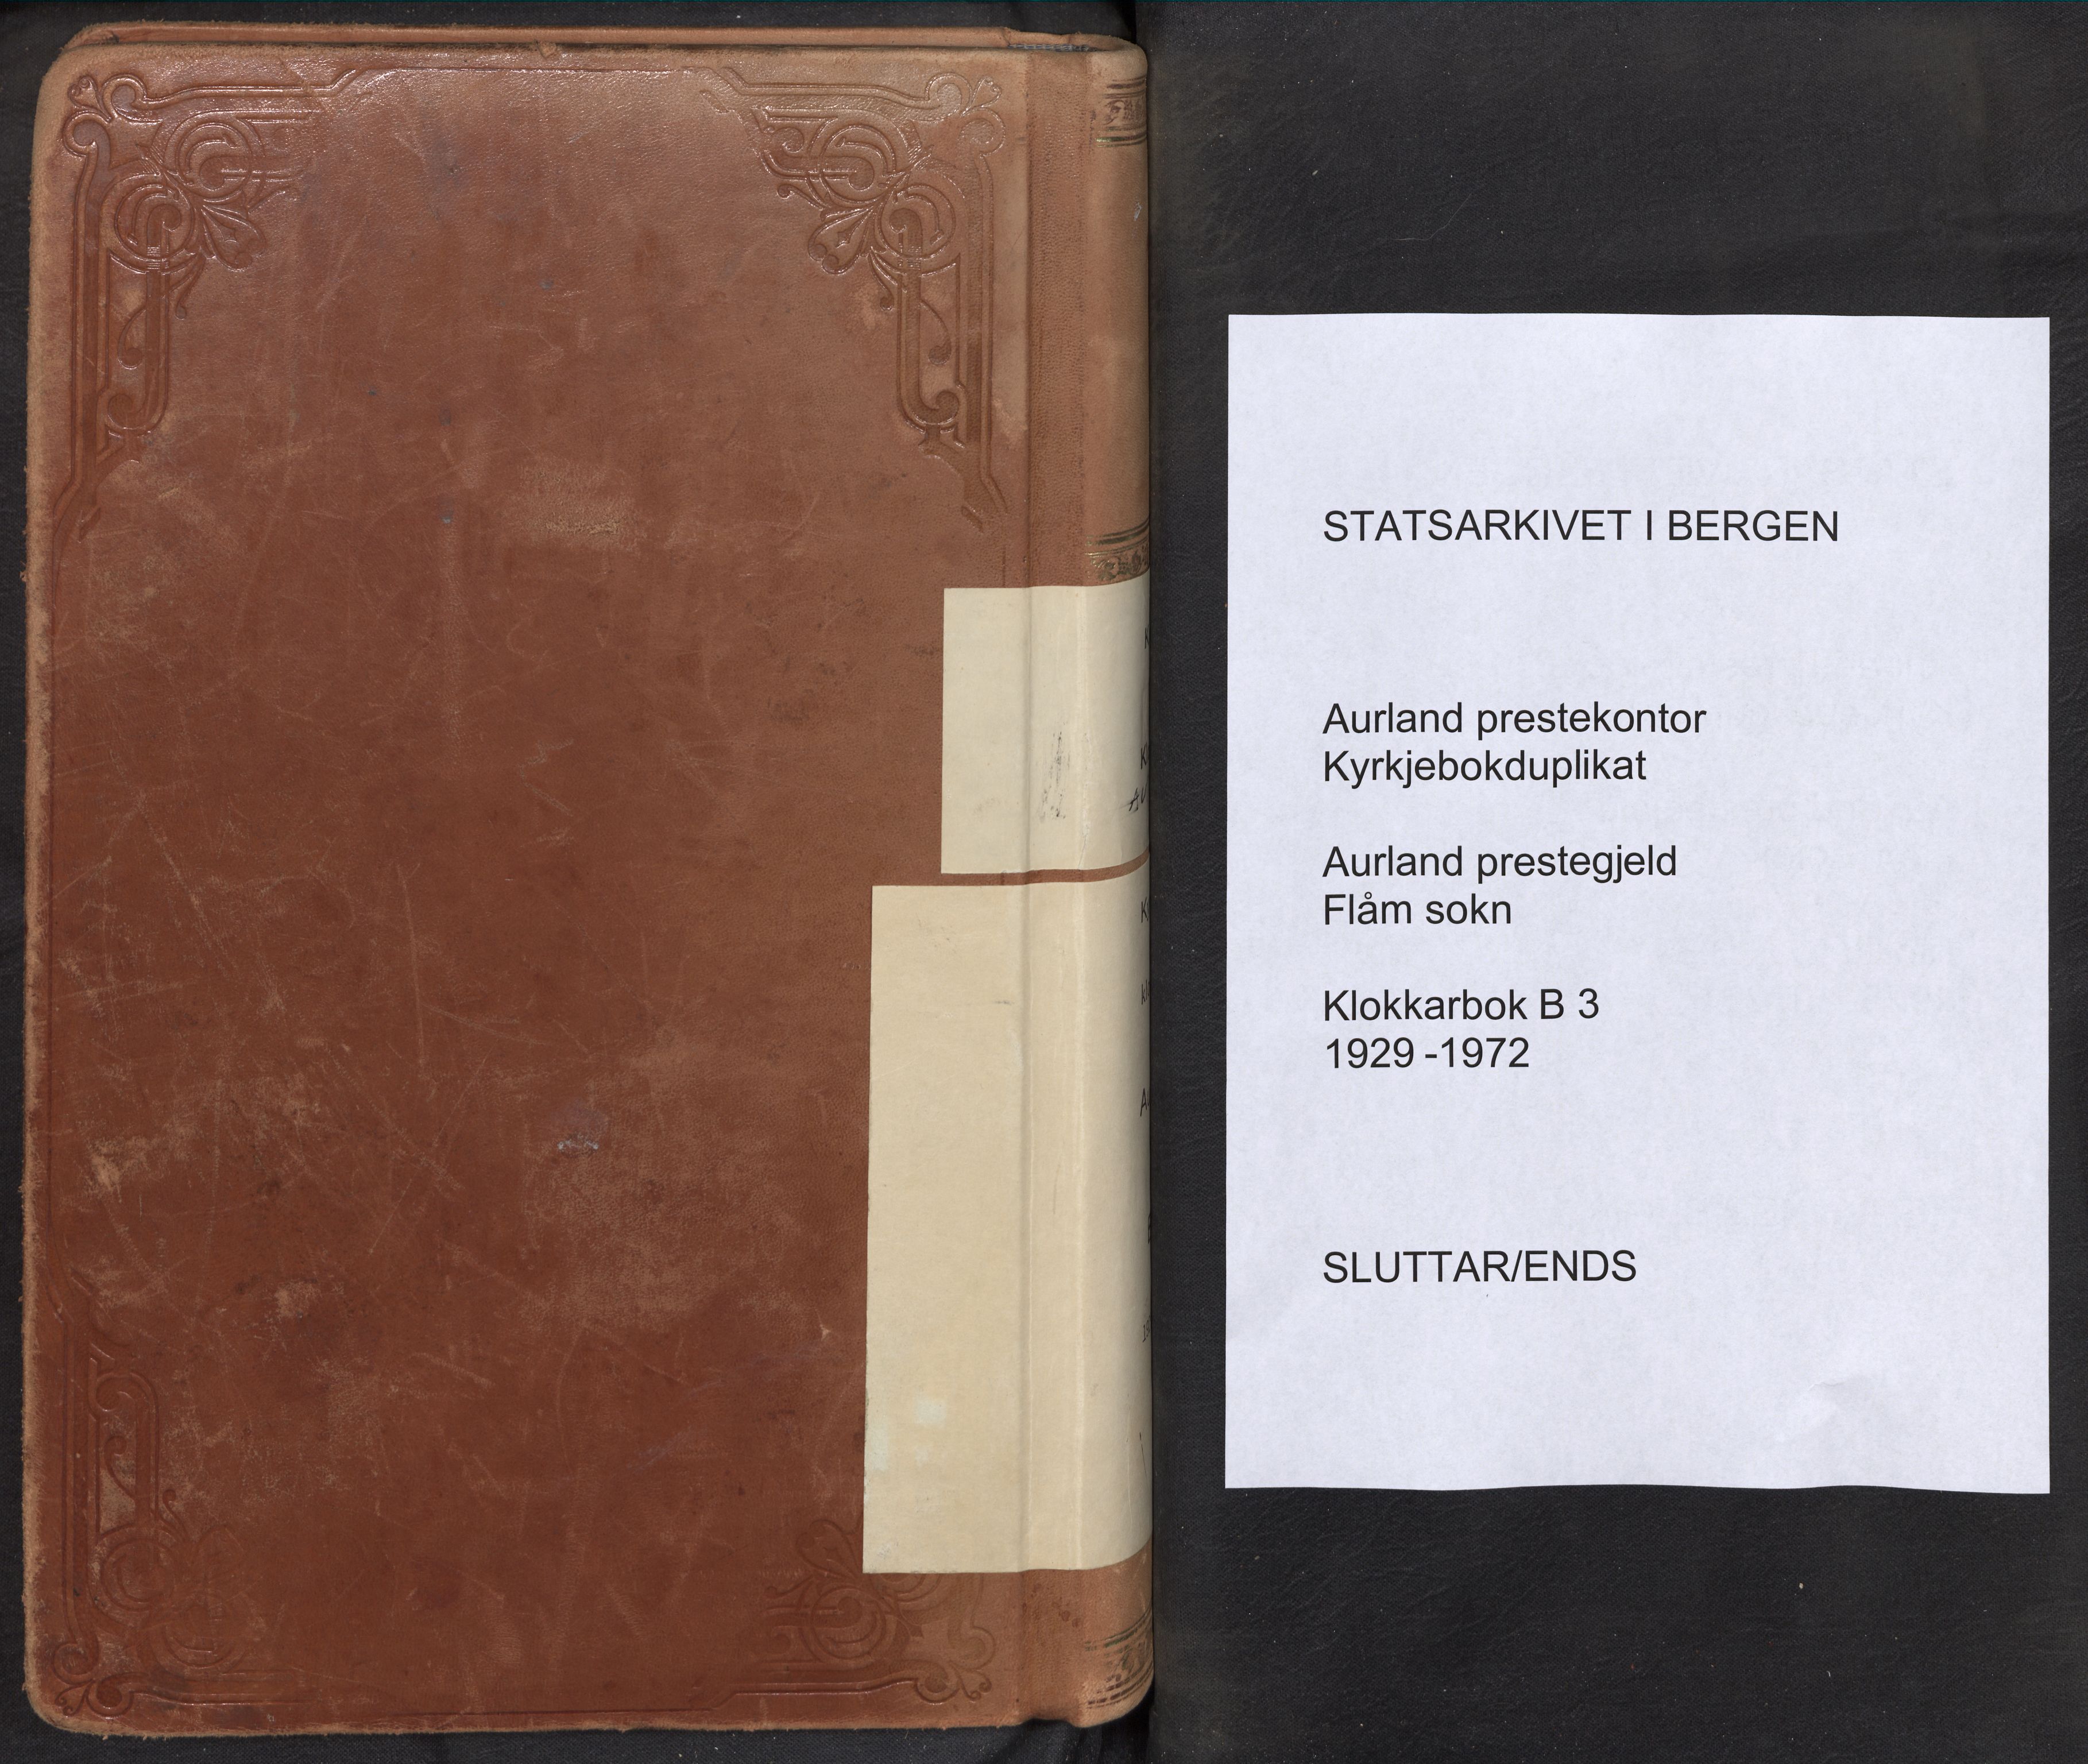 STATSARKIVET I BERGEN
Aurland prestekontor
Kyrkjebokduplikat
Aurland prestegjeld
Flåm sokn
Klokkarbok B 3
1929 -1972
SLUTTAR/ENDS